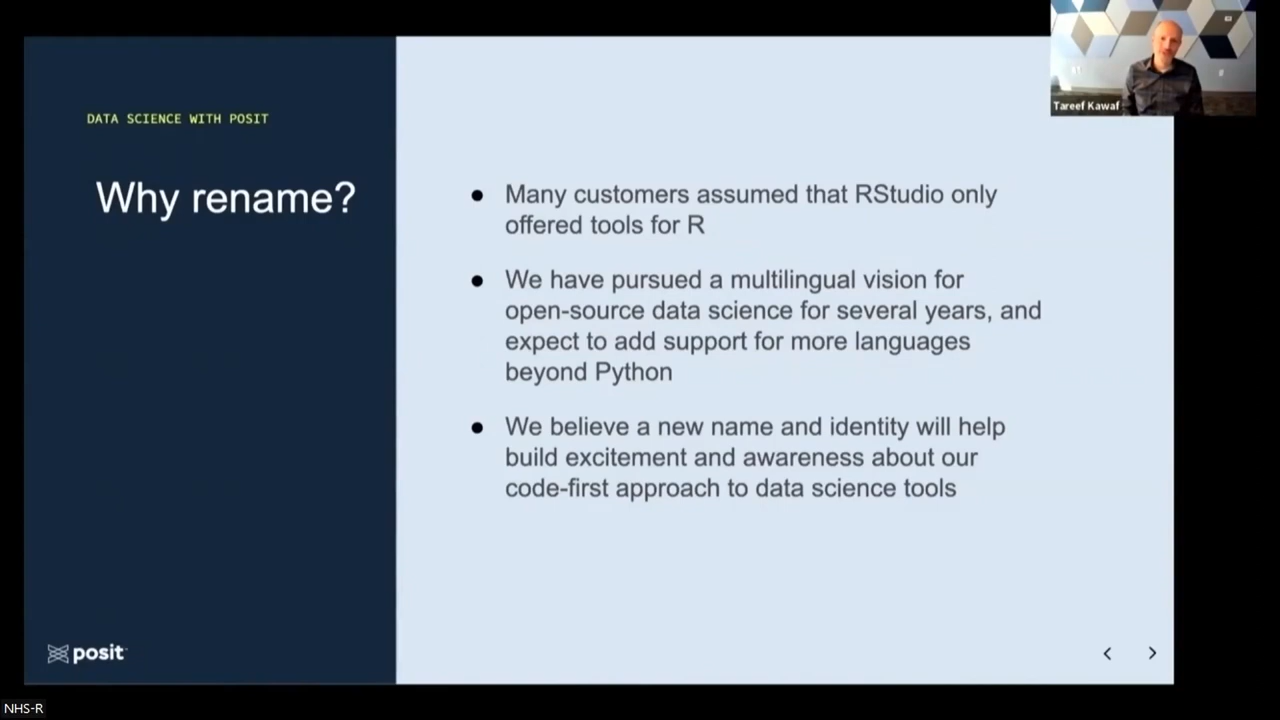 DATA SCIENCE WITH POSIT
Why rename?
● Many customers assumed that RStudio only
offered tools for R
● We have pursued a multilingual vision for
open-source data science for several years, and
expect to add support for more languages
beyond Python
● We believe a new name and identity will help
build excitement and awareness about our
code-first approach to data science tools
posit
Tareef Kawaf
NHS-R